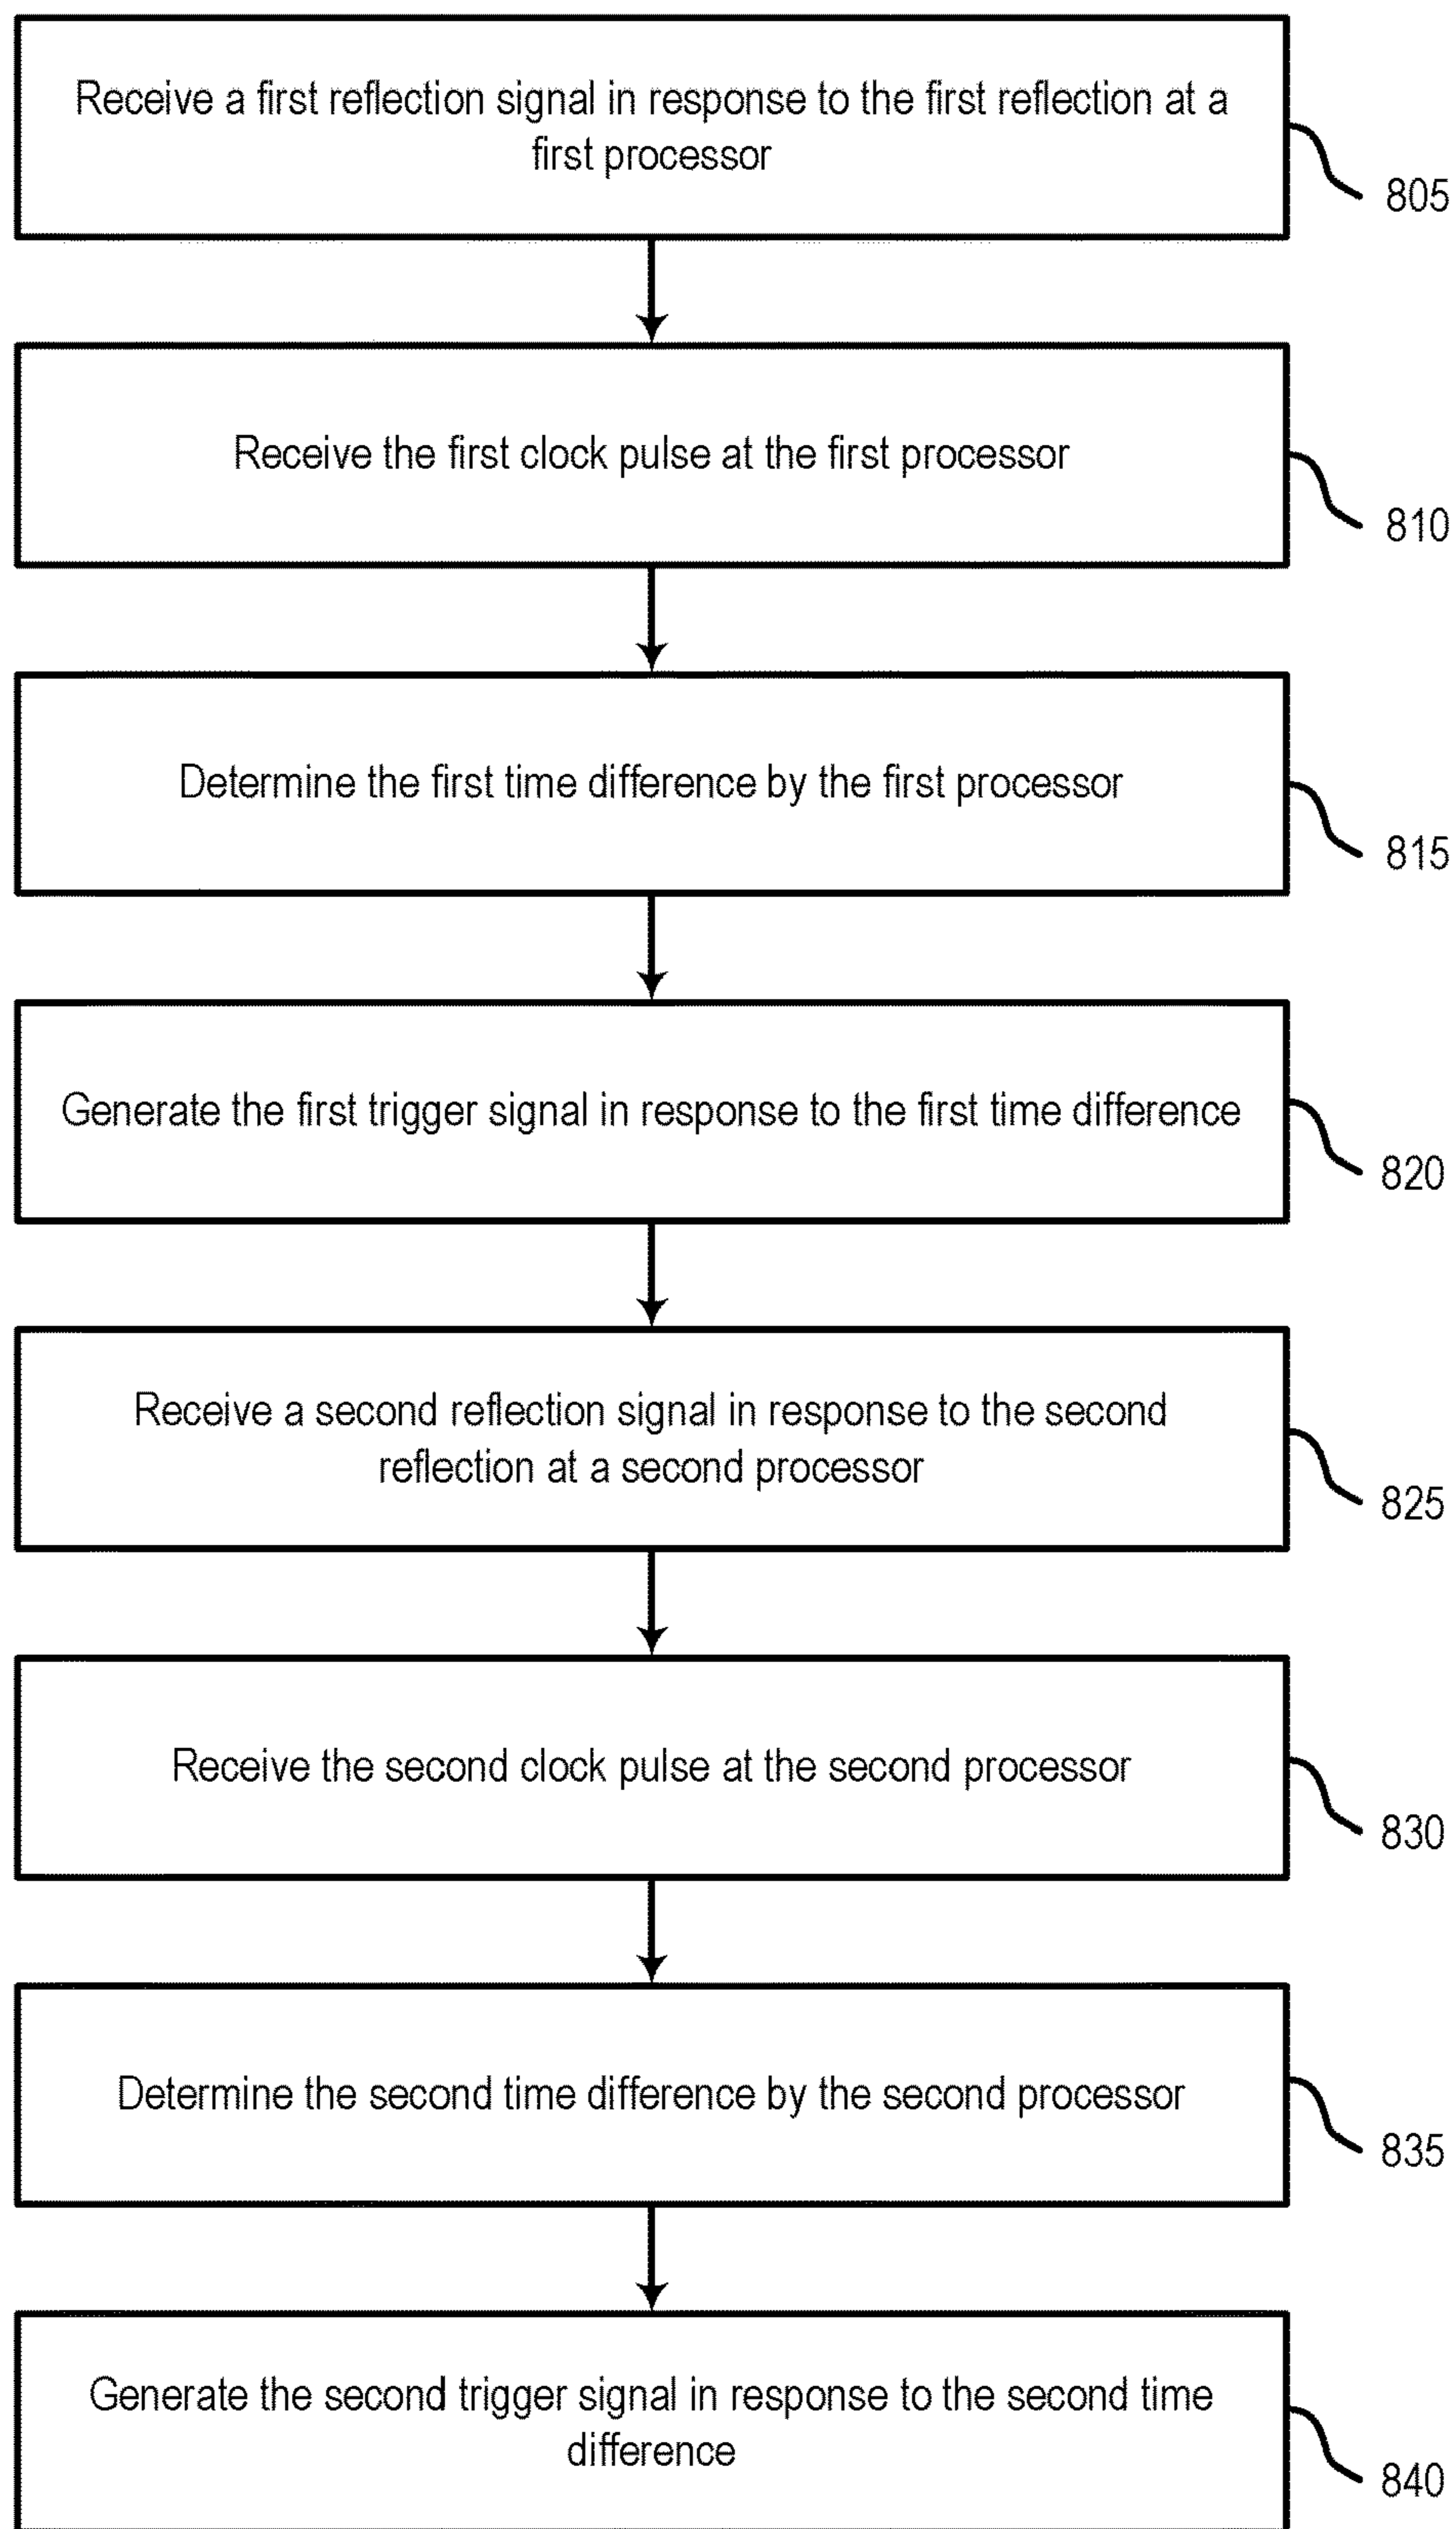 Receive a first reflection signal in response to the first reflection at a
first processor
805
Receive the first clock pulse at the first processor
810
Determine the first time difference by the first processor
815
Generate the first trigger signal in response to the first time difference
820
Receive a second reflection signal in response to the second
reflection at a second processor
825
Receive the second clock pulse at the second processor
830
Determine the second time difference by the second processor
835
Generate the second trigger signal in response to the second time
difference
840